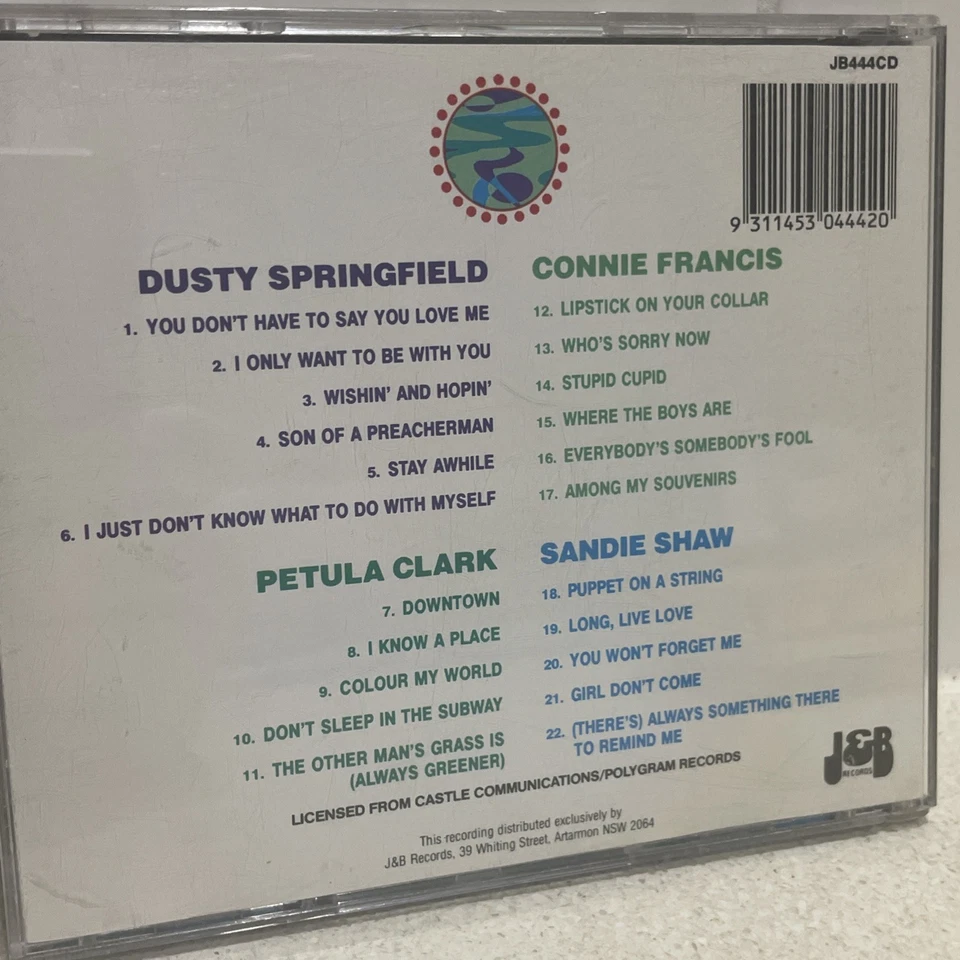 JB444CD
9 311453 044420
DUSTY SPRINGFIELD
1. YOU DON'T HAVE TO SAY YOU LOVE ME
2. I ONLY WANT TO BE WITH YOU
3. WISHIN' AND HOPIN'
4. SON OF A PREACHERMAN
5. STAY AWHILE
6. I JUST DON'T KNOW WHAT TO DO WITH MYSELF
PETULA CLARK
7. DOWNTOWN
8. I KNOW A PLACE
9. COLOUR MY WORLD
10. DON'T SLEEP IN THE SUBWAY
11. THE OTHER MAN'S GRASS IS
(ALWAYS GREENER)
CONNIE FRANCIS
12. LIPSTICK ON YOUR COLLAR
13. WHO'S SORRY NOW
14. STUPID CUPID
15. WHERE THE BOYS ARE
16. EVERYBODY'S SOMEBODY'S FOOL
17. AMONG MY SOUVENIRS
SANDIE SHAW
18. PUPPET ON A STRING
19. LONG, LIVE LOVE
20. YOU WON'T FORGET ME
21. GIRL DON'T COME
22. (THERE'S) ALWAYS SOMETHING THERE
TO REMIND ME
LICENSED FROM CASTLE COMMUNICATIONS/POLYGRAM RECORDS
This recording distributed exclusively by
J&B Records, 39 Whiting Street, Artarmon NSW 2064
J&B
RECORDS